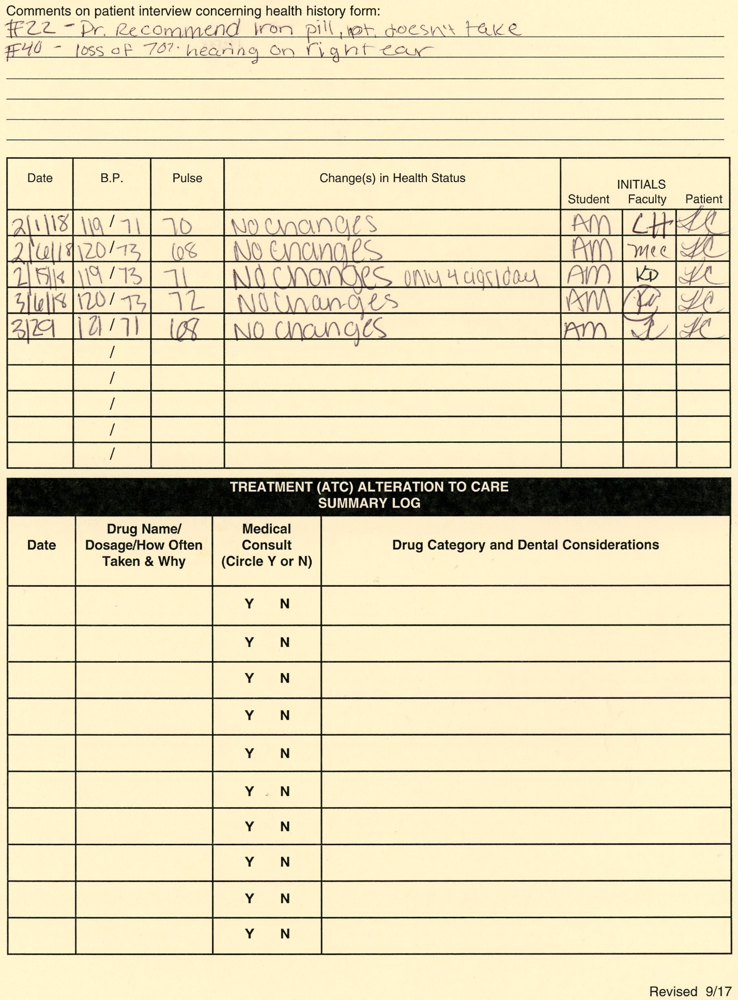 Comments on patient interview concerning health history form:
#22 - Dr. Recommend Iron pill, pt. doesn't take
#40 - loss of 70% hearing on right ear
Date B.P. Pulse Change(s) in Health Status INITIALS
Student Faculty Patient
2/1/18 119 / 71 70 No changes AM LH LC
2/6/18 120 / 73 68 No changes AM mcc LC
2/15/18 119 / 73 71 No changes only 4 cigs/day AM KD LC
3/6/18 120 / 73 72 No changes AM LC
3/29 121 / 71 68 No changes AM LC
/
/
/
/
/
TREATMENT (ATC) ALTERATION TO CARE
SUMMARY LOG
Date Drug Name/ Dosage/How Often Taken & Why Medical Consult (Circle Y or N) Drug Category and Dental Considerations
Y N
Y N
Y N
Y N
Y N
Y N
Y N
Y N
Y N
Y N
Revised 9/17